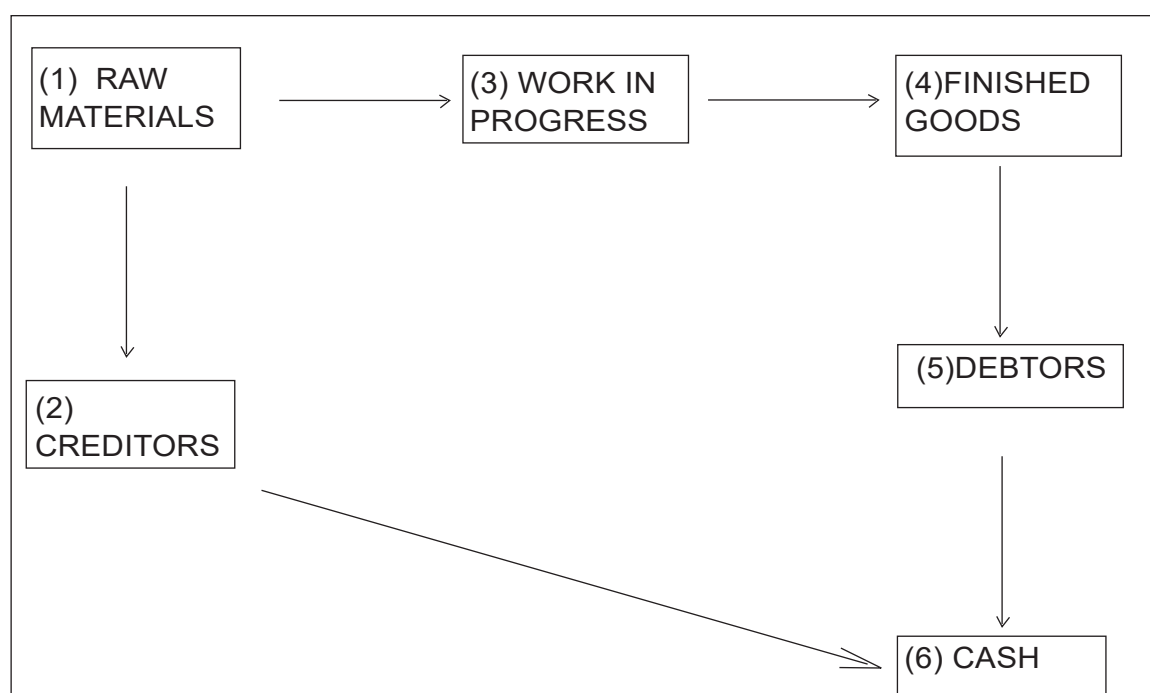 (1) RAW
MATERIALS
(3) WORK IN
PROGRESS
(4)FINISHED
GOODS
(2)
CREDITORS
(5)DEBTORS
(6) CASH